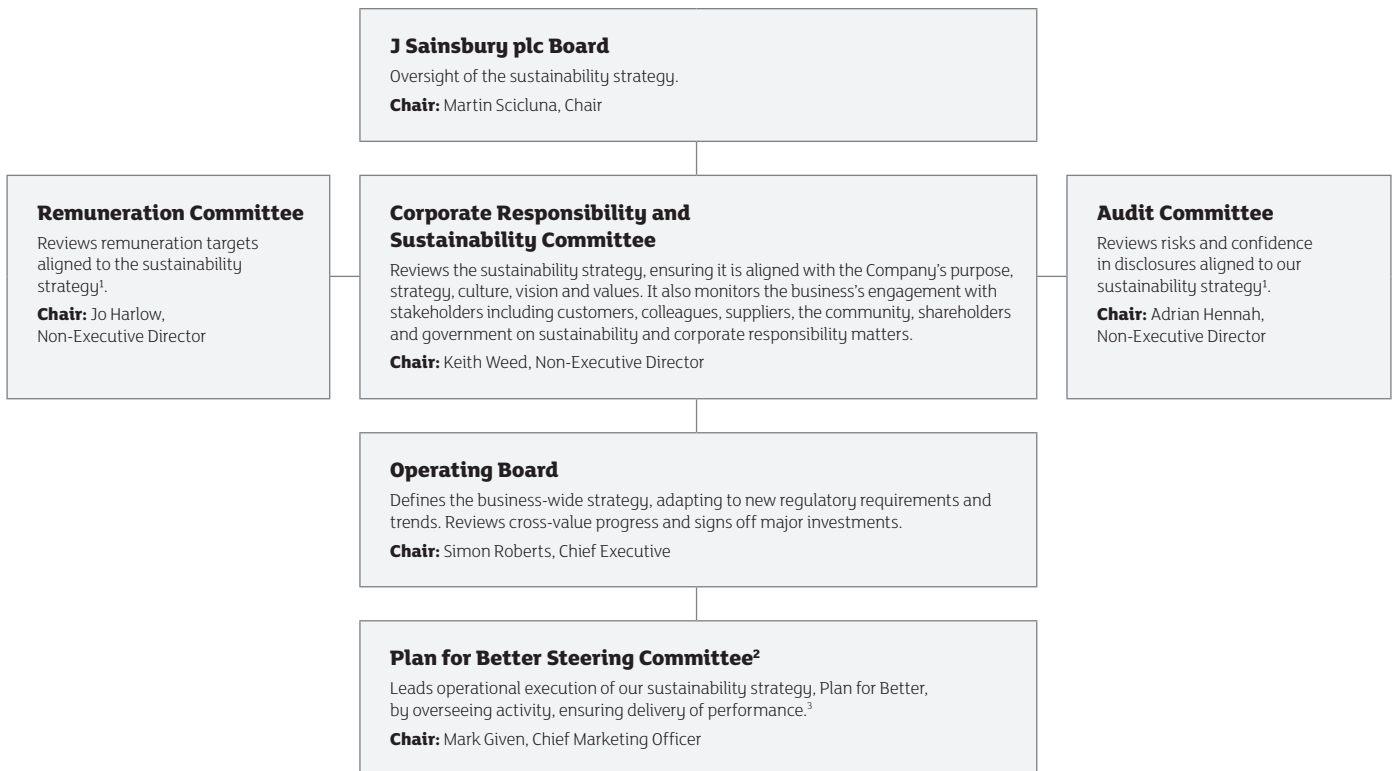 J Sainsbury plc Board
Oversight of the sustainability strategy.
Chair: Martin Scicluna, Chair
Remuneration Committee
Reviews remuneration targets
aligned to the sustainability
strategy¹.
Chair: Jo Harlow,
Non-Executive Director
Corporate Responsibility and
Sustainability Committee
Reviews the sustainability strategy, ensuring it is aligned with the Company's purpose,
strategy, culture, vision and values. It also monitors the business's engagement with
stakeholders including customers, colleagues, suppliers, the community, shareholders
and government on sustainability and corporate responsibility matters.
Chair: Keith Weed, Non-Executive Director
Audit Committee
Reviews risks and confidence
in disclosures aligned to our
sustainability strategy¹.
Chair: Adrian Hennah,
Non-Executive Director
Operating Board
Defines the business-wide strategy, adapting to new regulatory requirements and
trends. Reviews cross-value progress and signs off major investments.
Chair: Simon Roberts, Chief Executive
Plan for Better Steering Committee²
Leads operational execution of our sustainability strategy, Plan for Better,
by overseeing activity, ensuring delivery of performance.³
Chair: Mark Given, Chief Marketing Officer